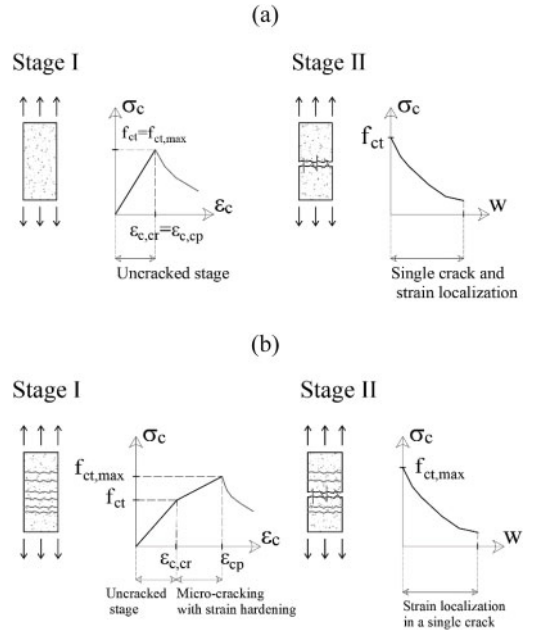 (a)
Stage I
Stage II
σc
fct=fct,max
εc
εc,cr=εc,cp
Uncracked stage
σc
fct
w
Single crack and
strain localization
(b)
Stage I
Stage II
σc
fct,max
fct
εc
εc,cr
εcp
Uncracked
stage
Micro-cracking
with strain hardening
σc
fct,max
w
Strain localization
in a single crack